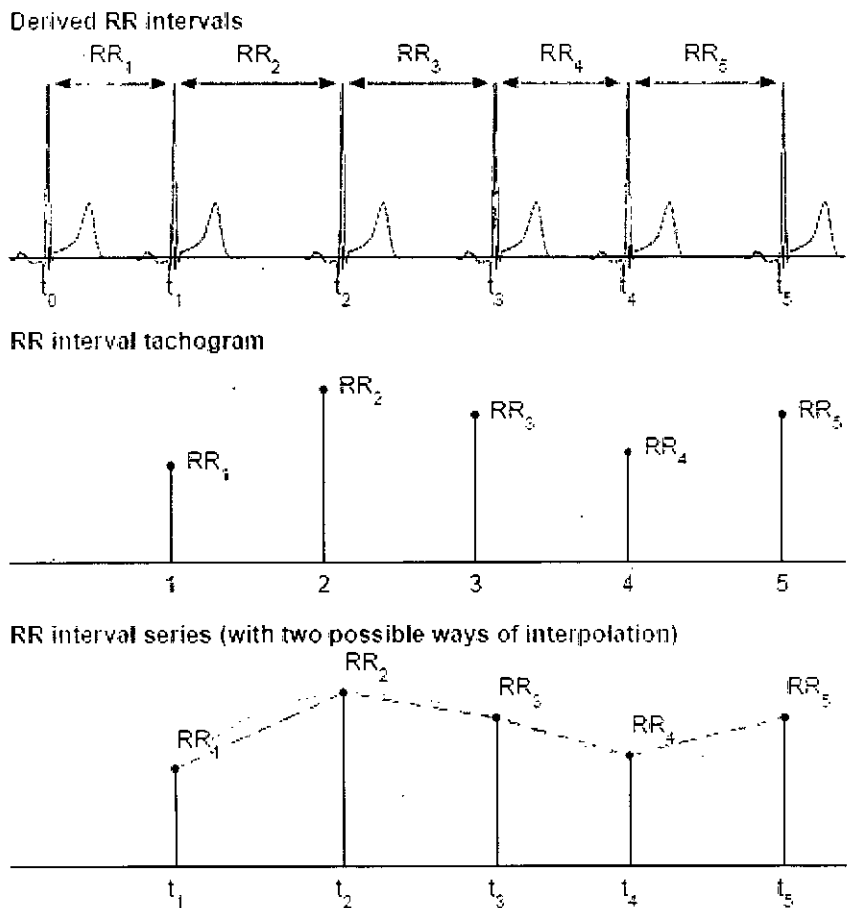 Derived RR intervals
RR₁ RR₂ RR₃ RR₄ RR₅
t₀ t₁ t₂ t₃ t₄ t₅
RR interval tachogram
RR₁ RR₂ RR₃ RR₄ RR₅
1 2 3 4 5
RR interval series (with two possible ways of interpolation)
RR₁ RR₂ RR₃ RR₄ RR₅
t₁ t₂ t₃ t₄ t₅